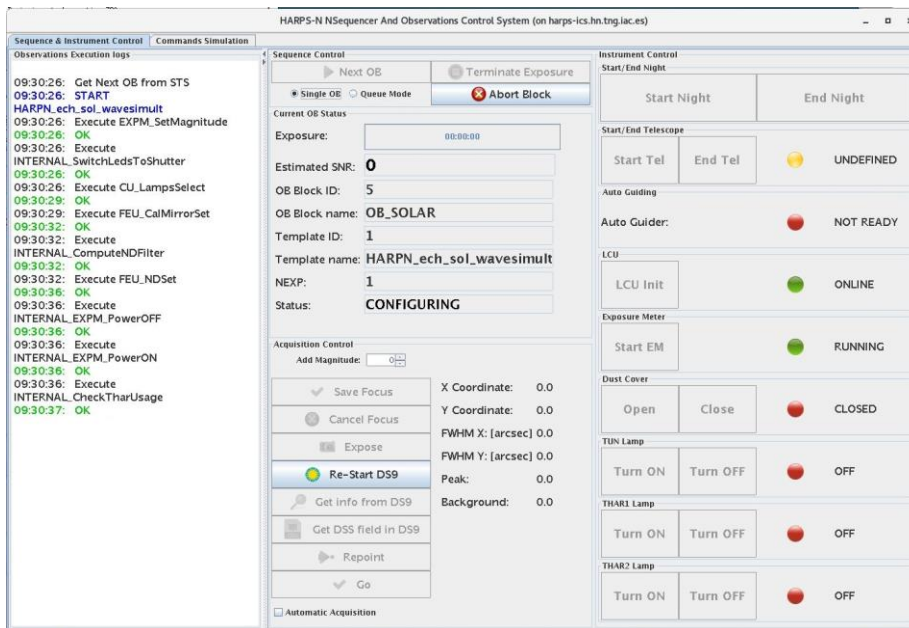 HARPS-N NSequencer And Observations Control System (on harps-ics.hn.tng.iac.es)
Sequence & Instrument Control
Commands Simulation
Observations Execution logs
09:30:26: Get Next OB from STS
09:30:26: START
HARPN_ech_sol_wavesimult
09:30:26: Execute EXPM_SetMagnitude
09:30:26: OK
09:30:26: Execute
INTERNAL_SwitchLedsToShutter
09:30:26: OK
09:30:26: Execute CU_LampsSelect
09:30:29: OK
09:30:29: Execute FEU_CalMirrorSet
09:30:32: OK
09:30:32: Execute
INTERNAL_ComputeNDFilter
09:30:32: OK
09:30:32: Execute FEU_NDSet
09:30:36: OK
09:30:36: Execute
INTERNAL_EXPM_PowerOFF
09:30:36: OK
09:30:36: Execute
INTERNAL_EXPM_PowerON
09:30:36: OK
09:30:36: Execute
INTERNAL_CheckTharUsage
09:30:37: OK
Sequence Control
Next OB
Terminate Exposure
Single OB
Queue Mode
Abort Block
Current OB Status
Exposure: 00:00:00
Estimated SNR: 0
OB Block ID: 5
OB Block name: OB_SOLAR
Template ID: 1
Template name: HARPN_ech_sol_wavesimult
NEXP: 1
Status: CONFIGURING
Acquisition Control
Add Magnitude: 0
Save Focus
Cancel Focus
Expose
Re-Start DS9
Get info from DS9
Get DSS field in DS9
Repoint
Go
Automatic Acquisition
X Coordinate: 0.0
Y Coordinate: 0.0
FWHM X: [arcsec] 0.0
FWHM Y: [arcsec] 0.0
Peak: 0.0
Background: 0.0
Instrument Control
Start/End Night
Start Night
End Night
Start/End Telescope
Start Tel
End Tel
UNDEFINED
Auto Guiding
Auto Guider:
NOT READY
LCU
LCU Init
ONLINE
Exposure Meter
Start EM
RUNNING
Dust Cover
Open
Close
CLOSED
TUN Lamp
Turn ON
Turn OFF
OFF
THAR1 Lamp
Turn ON
Turn OFF
OFF
THAR2 Lamp
Turn ON
Turn OFF
OFF